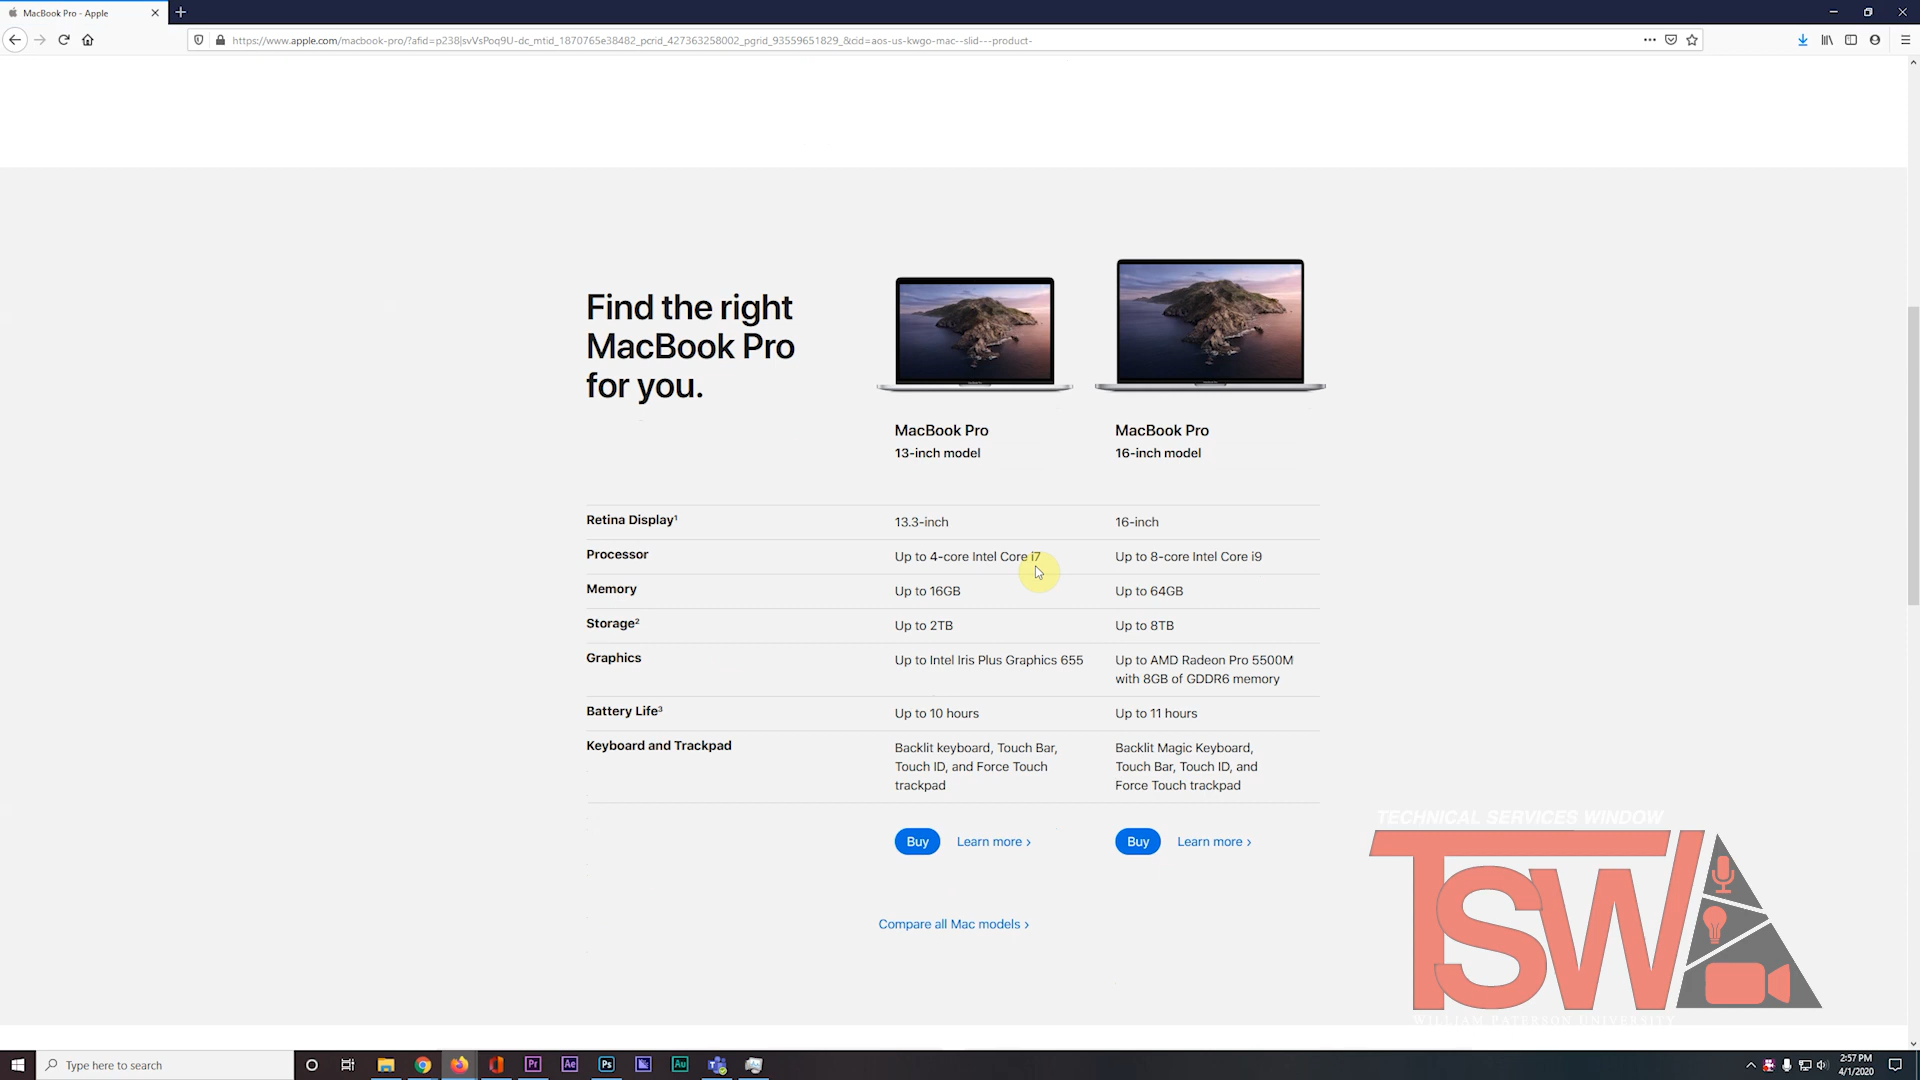 MacBook Pro - Apple
https://www.apple.com/macbook-pro/?afid=p238|svVsPoq9U-dc_mtid_1870765e38482_pcrid_427363258002_pgrid_93559651829_&cid=aos-us-kwgo-mac--slid---product-
Find the right
MacBook Pro
for you.
MacBook Pro
13-inch model
MacBook Pro
16-inch model
Retina Display¹ 13.3-inch 16-inch
Processor Up to 4-core Intel Core i7 Up to 8-core Intel Core i9
Memory Up to 16GB Up to 64GB
Storage² Up to 2TB Up to 8TB
Graphics Up to Intel Iris Plus Graphics 655 Up to AMD Radeon Pro 5500M
with 8GB of GDDR6 memory
Battery Life³ Up to 10 hours Up to 11 hours
Keyboard and Trackpad
Backlit keyboard, Touch Bar,
Touch ID, and Force Touch
trackpad
Backlit Magic Keyboard,
Touch Bar, Touch ID, and
Force Touch trackpad
Buy Learn more › Buy Learn more ›
Compare all Mac models ›
TECHNICAL SERVICES WINDOW
TSW
WILLIAM PATERSON UNIVERSITY
Type here to search
Pr Ae Ps Au
2:57 PM
4/1/2020